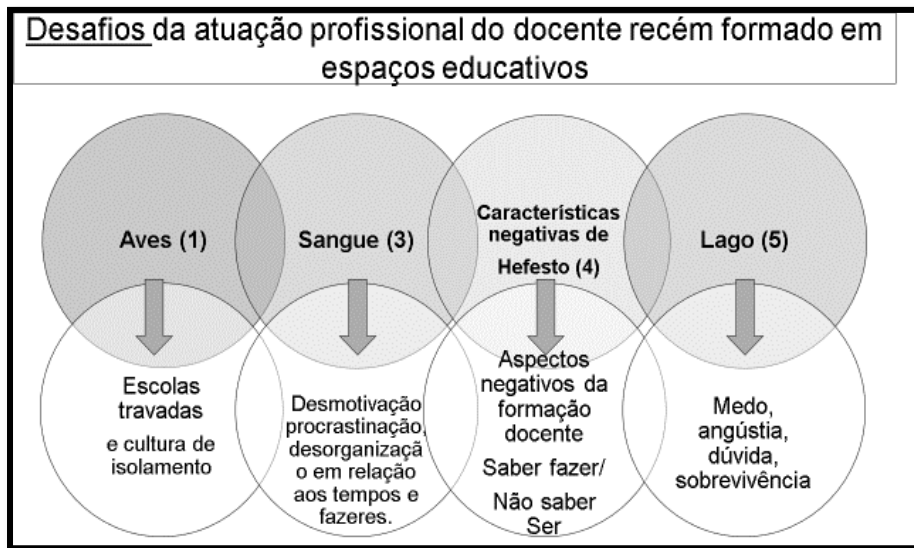 Desafios da atuação profissional do docente recém formado em
espaços educativos
Aves (1)
Sangue (3)
Características
negativas de
Hefesto (4)
Lago (5)
Escolas
travadas
e cultura de
isolamento
Desmotivação
procrastinação,
desorganizaçã
o em relação
aos tempos e
fazeres.
Aspectos
negativos da
formação
docente
Saber fazer/
Não saber
Ser
Medo,
angústia,
dúvida,
sobrevivência